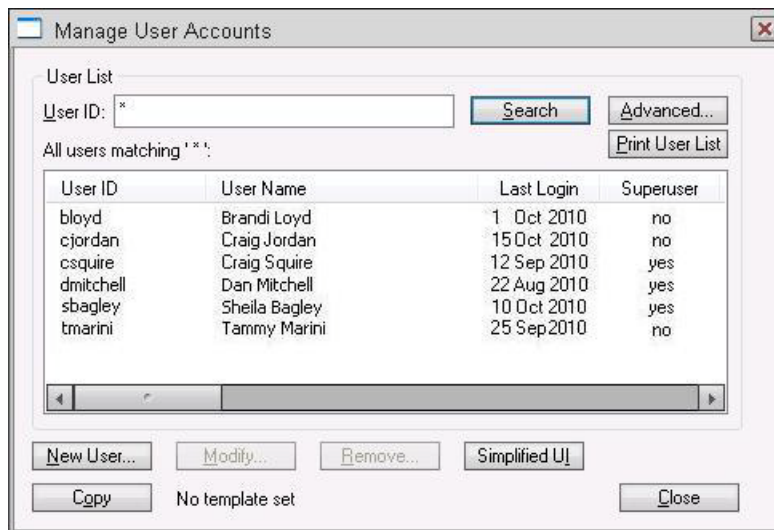 Manage User Accounts
User List
User ID: * Search Advanced...
All users matching ' * ': Print User List
User ID User Name Last Login Superuser
bloyd Brandi Loyd 1 Oct 2010 no
cjordan Craig Jordan 15 Oct 2010 no
csquire Craig Squire 12 Sep 2010 yes
dmitchell Dan Mitchell 22 Aug 2010 yes
sbagley Sheila Bagley 10 Oct 2010 yes
tmarini Tammy Marini 25 Sep 2010 no
New User... Modify... Remove... Simplified UI
Copy No template set Close